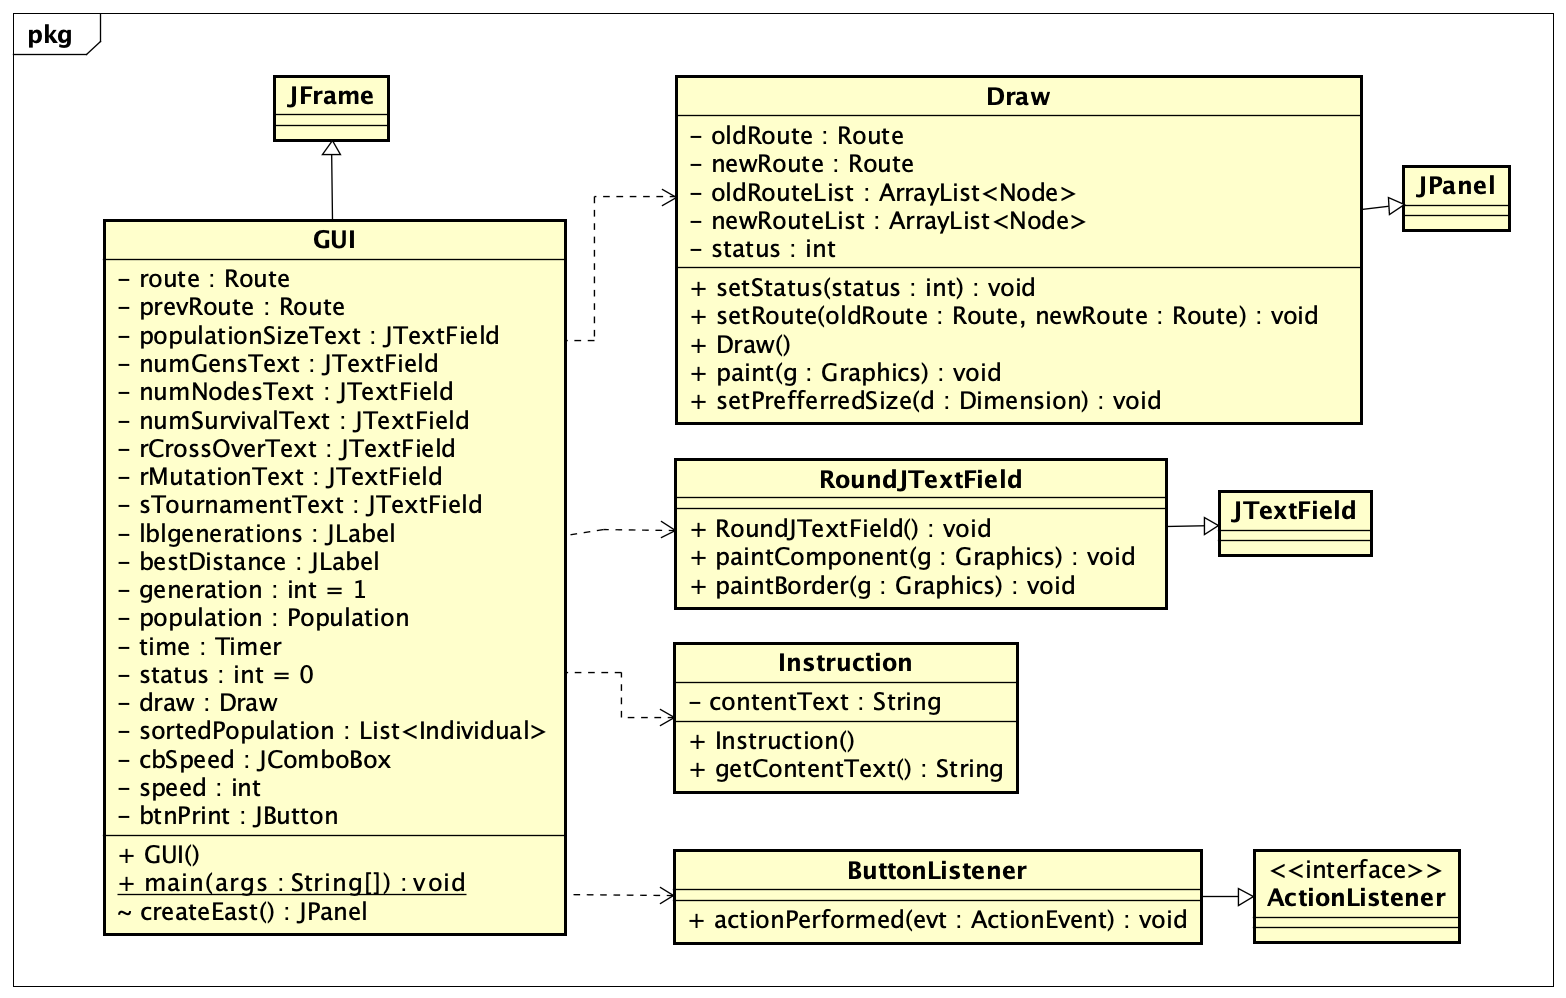 pkg
JFrame
GUI
- route : Route
- prevRoute : Route
- populationSizeText : JTextField
- numGensText : JTextField
- numNodesText : JTextField
- numSurvivalText : JTextField
- rCrossOverText : JTextField
- rMutationText : JTextField
- sTournamentText : JTextField
- lblgenerations : JLabel
- bestDistance : JLabel
- generation : int = 1
- population : Population
- time : Timer
- status : int = 0
- draw : Draw
- sortedPopulation : List<Individual>
- cbSpeed : JComboBox
- speed : int
- btnPrint : JButton
+ GUI()
+ main(args : String[]) : void
~ createEast() : JPanel
Draw
- oldRoute : Route
- newRoute : Route
- oldRouteList : ArrayList<Node>
- newRouteList : ArrayList<Node>
- status : int
+ setStatus(status : int) : void
+ setRoute(oldRoute : Route, newRoute : Route) : void
+ Draw()
+ paint(g : Graphics) : void
+ setPrefferredSize(d : Dimension) : void
JPanel
RoundJTextField
+ RoundJTextField() : void
+ paintComponent(g : Graphics) : void
+ paintBorder(g : Graphics) : void
JTextField
Instruction
- contentText : String
+ Instruction()
+ getContentText() : String
ButtonListener
+ actionPerformed(evt : ActionEvent) : void
<<interface>>
ActionListener